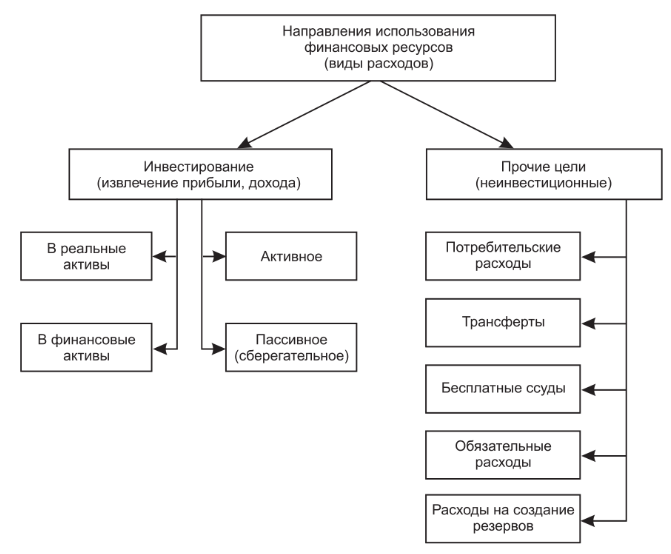 Направления использования
финансовых ресурсов
(виды расходов)
Инвестирование
(извлечение прибыли, дохода)
Прочие цели
(неинвестиционные)
В реальные
активы
Активное
Потребительские
расходы
Трансферты
В финансовые
активы
Пассивное
(сберегательное)
Бесплатные ссуды
Обязательные
расходы
Расходы на создание
резервов